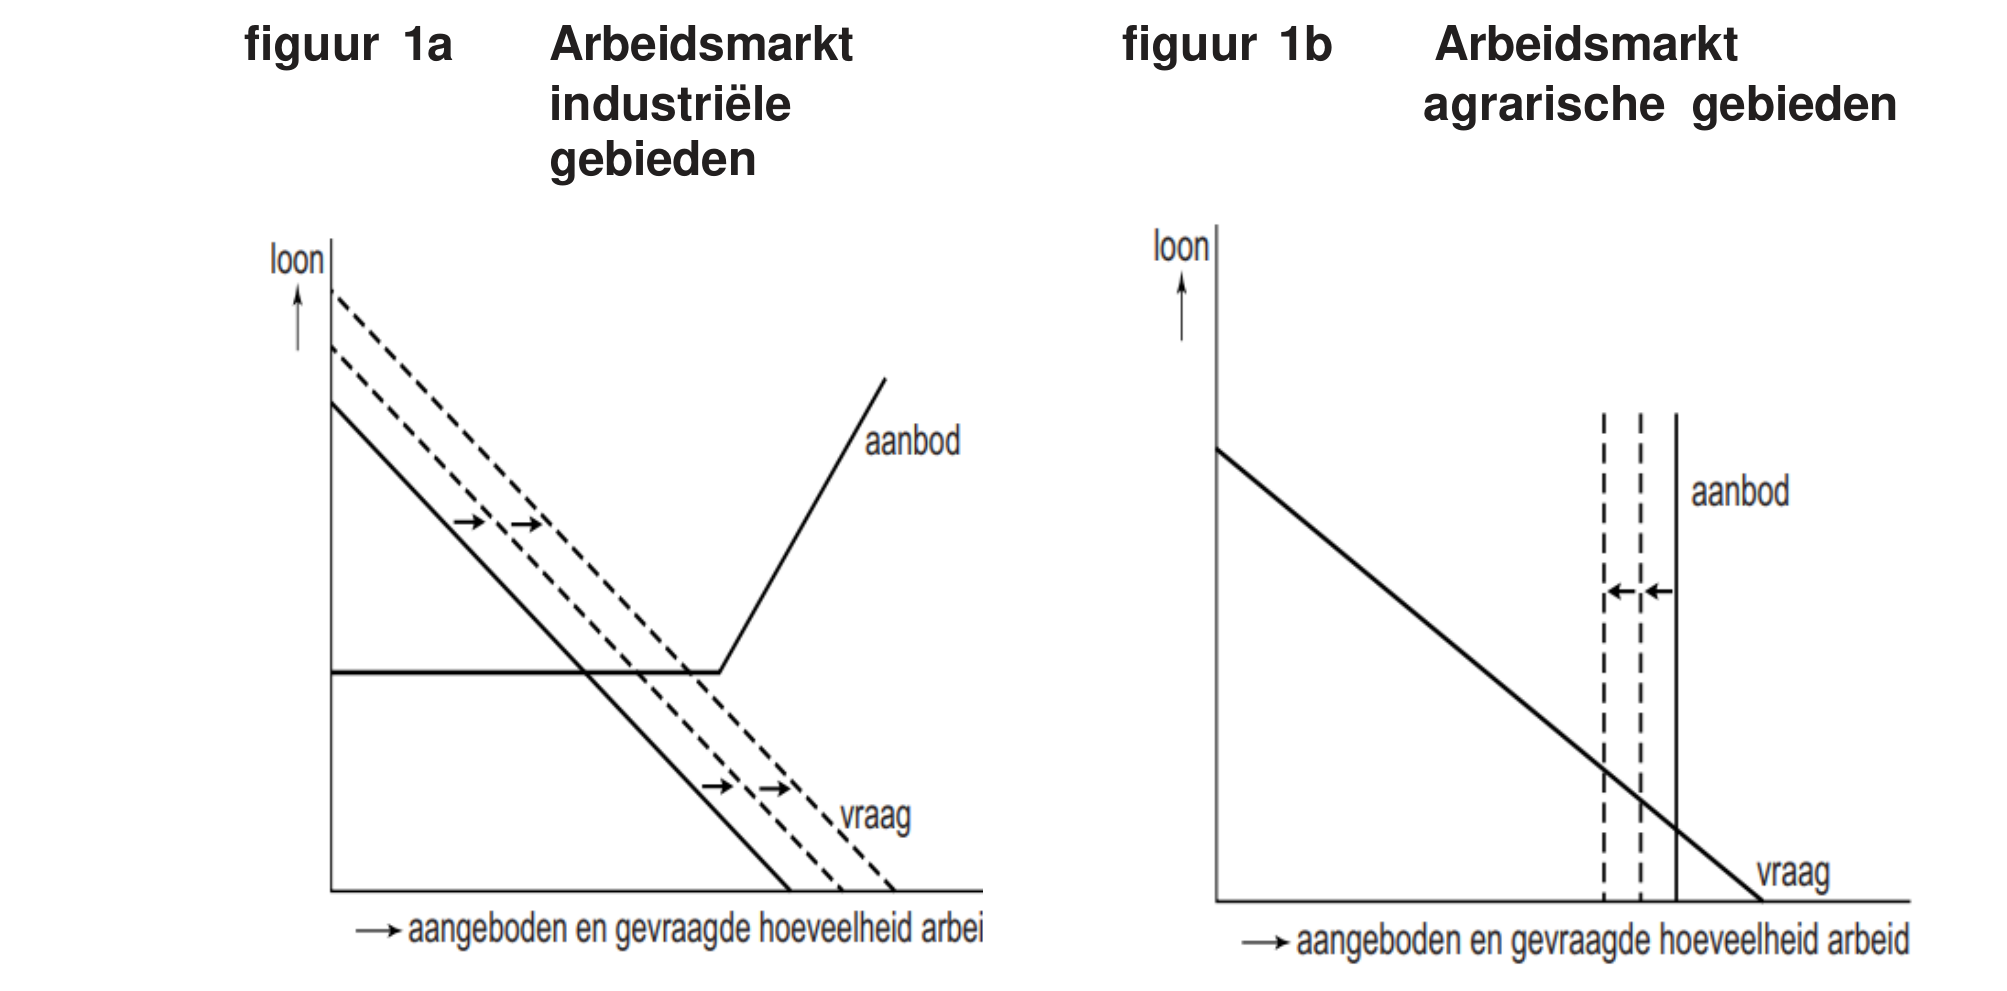 figuur 1a Arbeidsmarkt
industriële
gebieden
loon
aanbod
vraag
aangeboden en gevraagde hoeveelheid arbei
figuur 1b Arbeidsmarkt
agrarische gebieden
loon
aanbod
vraag
aangeboden en gevraagde hoeveelheid arbeid